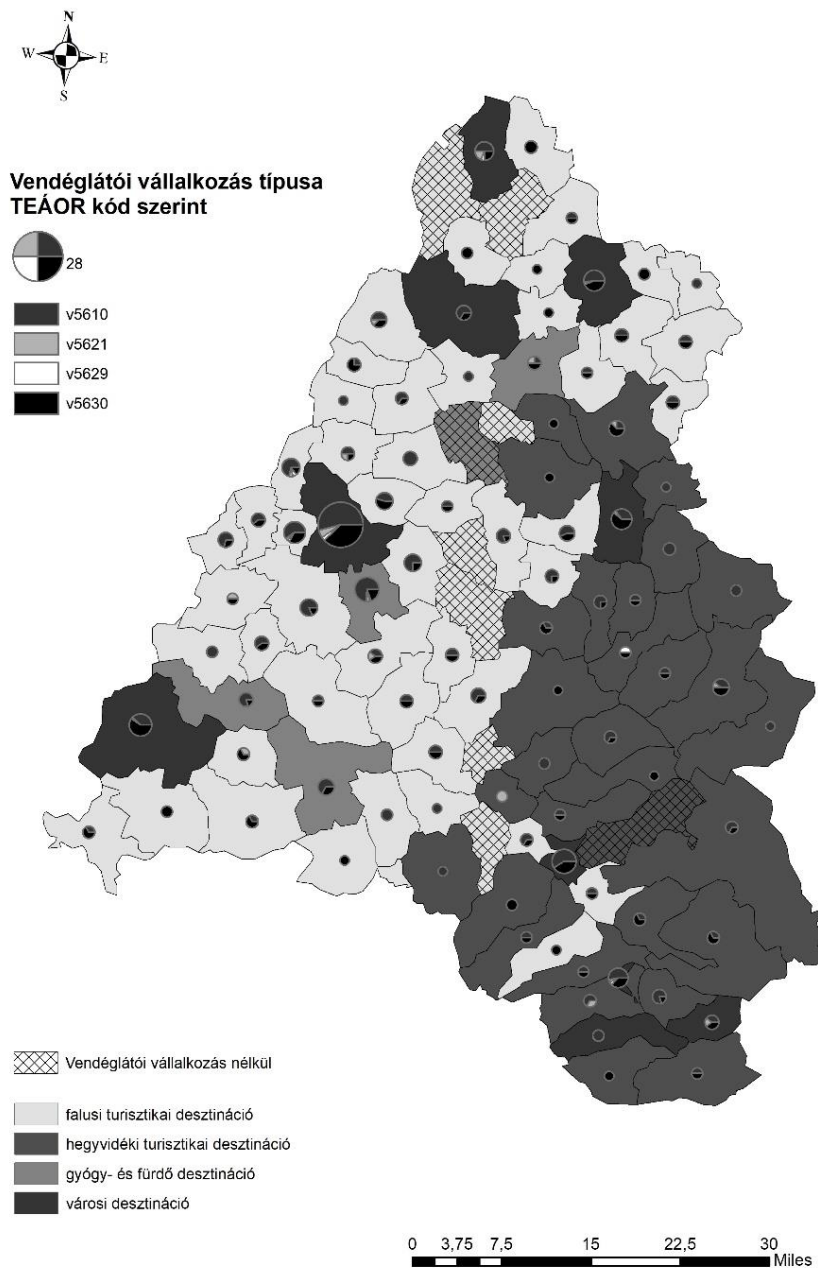 N
W E
S
Vendéglátói vállalkozás típusa
TEÁOR kód szerint
28
v5610
v5621
v5629
v5630
Vendéglátói vállalkozás nélkül
falusi turisztikai desztináció
hegyvidéki turisztikai desztináció
gyógy- és fürdő desztináció
városi desztináció
0 3,75 7,5 15 22,5 30
Miles